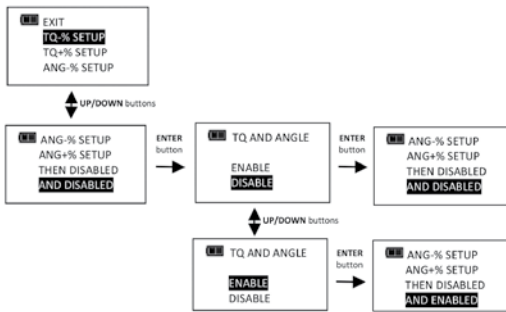 EXIT
TQ-% SETUP
TQ+% SETUP
ANG-% SETUP
UP/DOWN buttons
ANG-% SETUP
ANG+% SETUP
THEN DISABLED
AND DISABLED
ENTER
button
TQ AND ANGLE
ENABLE
DISABLE
ENTER
button
ANG-% SETUP
ANG+% SETUP
THEN DISABLED
AND DISABLED
UP/DOWN buttons
TQ AND ANGLE
ENABLE
DISABLE
ENTER
button
ANG-% SETUP
ANG+% SETUP
THEN DISABLED
AND ENABLED